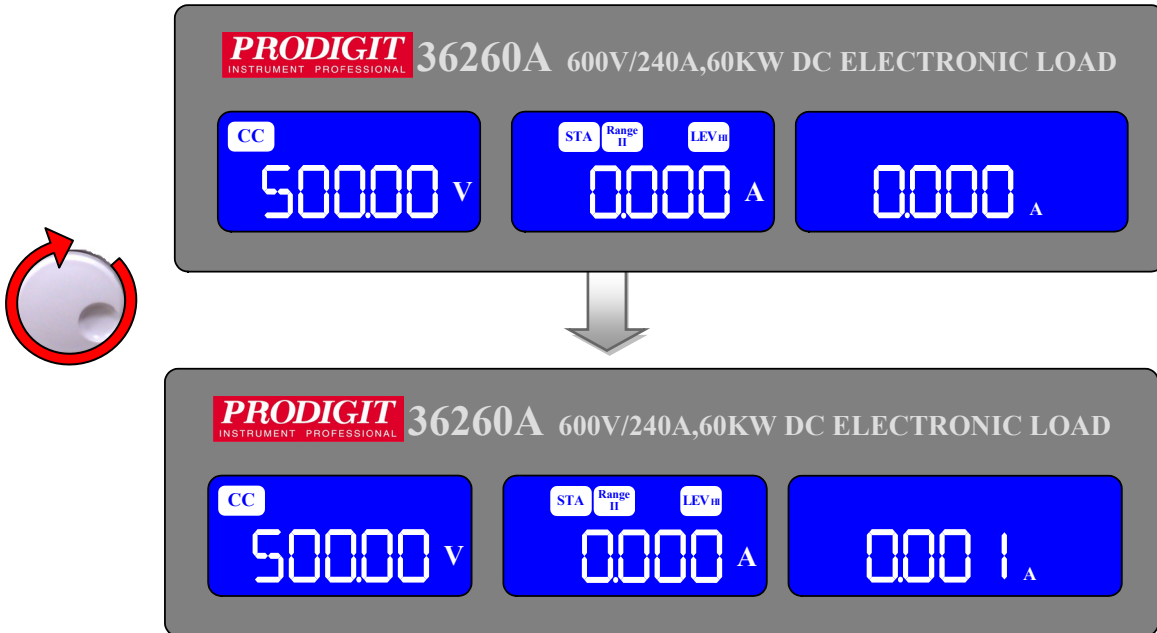 PRODIGIT 36260A 600V/240A,60KW DC ELECTRONIC LOAD
INSTRUMENT PROFESSIONAL
CC
STA Range II LEV HI
500.00 V
0.000 A
0.000 A
PRODIGIT 36260A 600V/240A,60KW DC ELECTRONIC LOAD
INSTRUMENT PROFESSIONAL
CC
STA Range II LEV HI
500.00 V
0.000 A
0.001 A